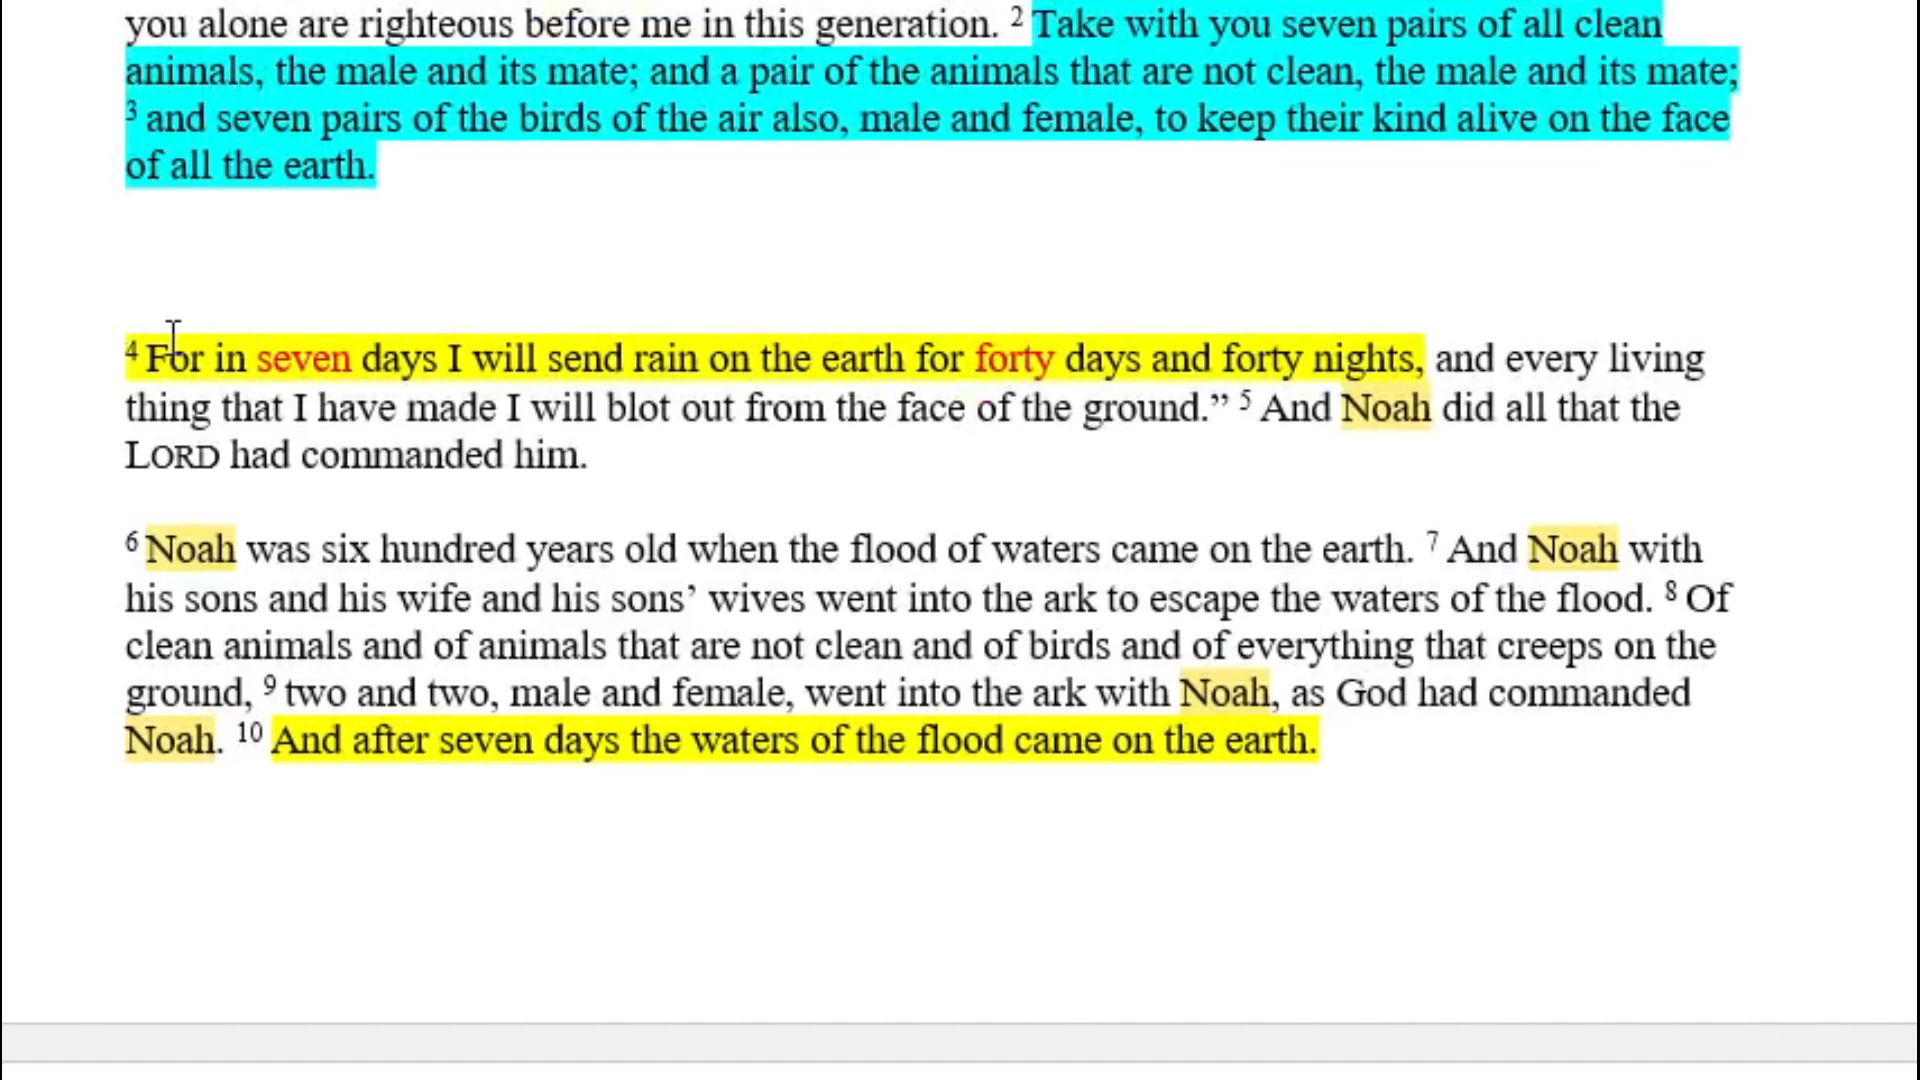 you alone are righteous before me in this generation. 2 Take with you seven pairs of all clean
animals, the male and its mate; and a pair of the animals that are not clean, the male and its mate;
3 and seven pairs of the birds of the air also, male and female, to keep their kind alive on the face
of all the earth.
4 For in seven days I will send rain on the earth for forty days and forty nights, and every living
thing that I have made I will blot out from the face of the ground.” 5 And Noah did all that the
LORD had commanded him.
6 Noah was six hundred years old when the flood of waters came on the earth. 7 And Noah with
his sons and his wife and his sons’ wives went into the ark to escape the waters of the flood. 8 Of
clean animals and of animals that are not clean and of birds and of everything that creeps on the
ground, 9 two and two, male and female, went into the ark with Noah, as God had commanded
Noah. 10 And after seven days the waters of the flood came on the earth.